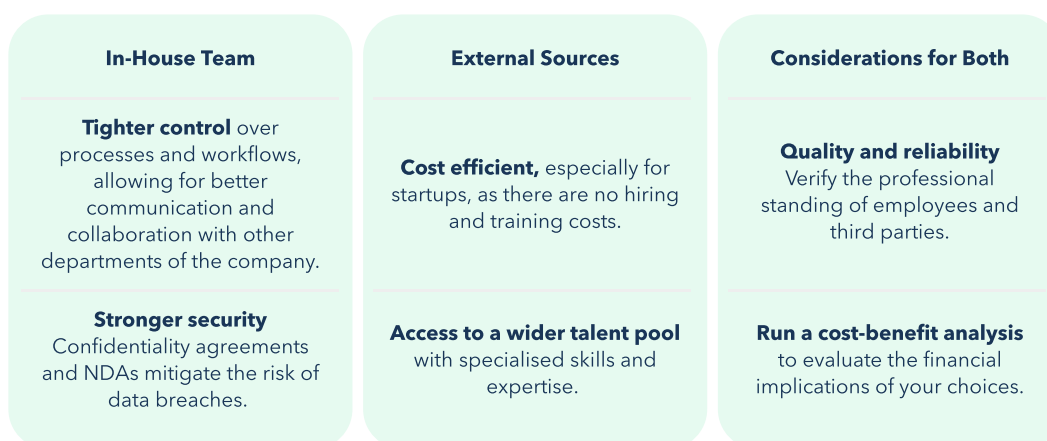 In-House Team
Tighter control over
processes and workflows,
allowing for better
communication and
collaboration with other
departments of the company.
Stronger security
Confidentiality agreements
and NDAs mitigate the risk of
data breaches.
External Sources
Cost efficient, especially for
startups, as there are no hiring
and training costs.
Access to a wider talent pool
with specialised skills and
expertise.
Considerations for Both
Quality and reliability
Verify the professional
standing of employees and
third parties.
Run a cost-benefit analysis
to evaluate the financial
implications of your choices.